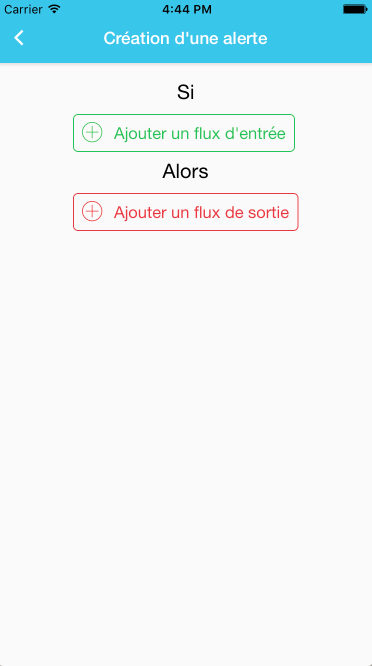 Carrier 4:44 PM
Création d'une alerte
Si
Ajouter un flux d'entrée
Alors
Ajouter un flux de sortie